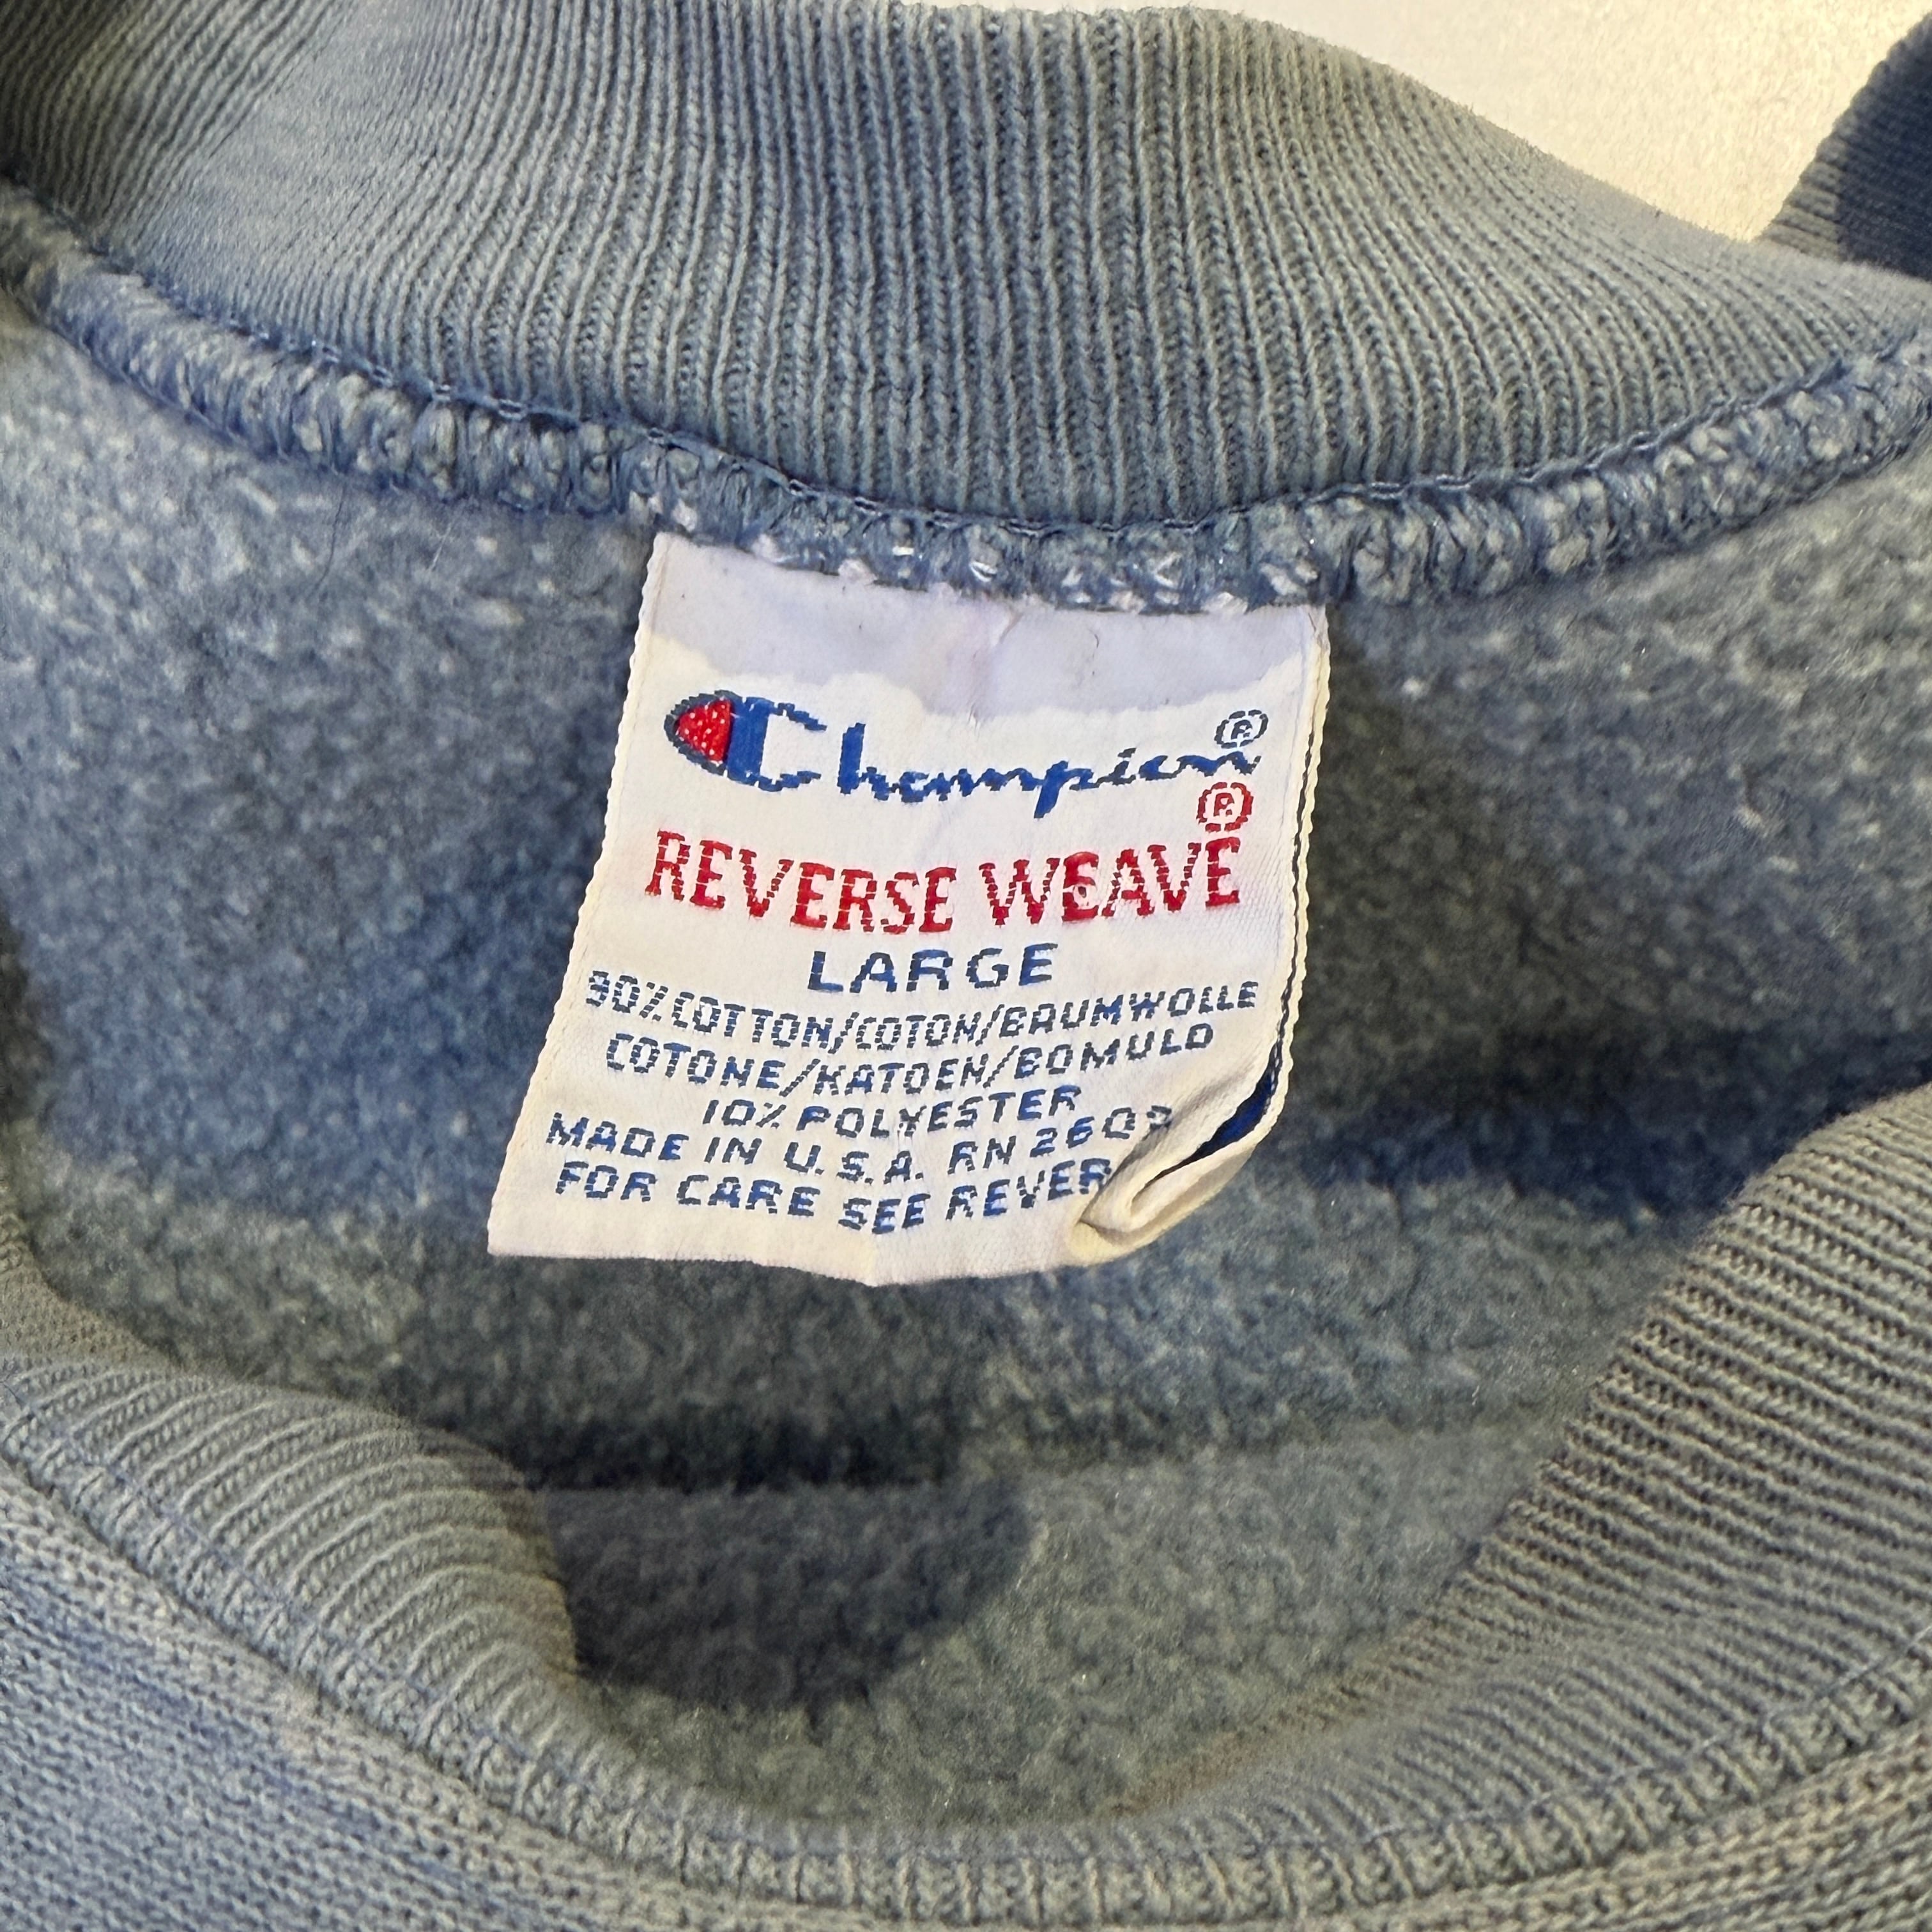 Champion®
®
REVERSE WEAVE
LARGE
90% COTTON/COTON/BAUMWOLLE
COTONE/KATOEN/BOMULD
10% POLYESTER
MADE IN U.S.A. RN 260
FOR CARE SEE REVER